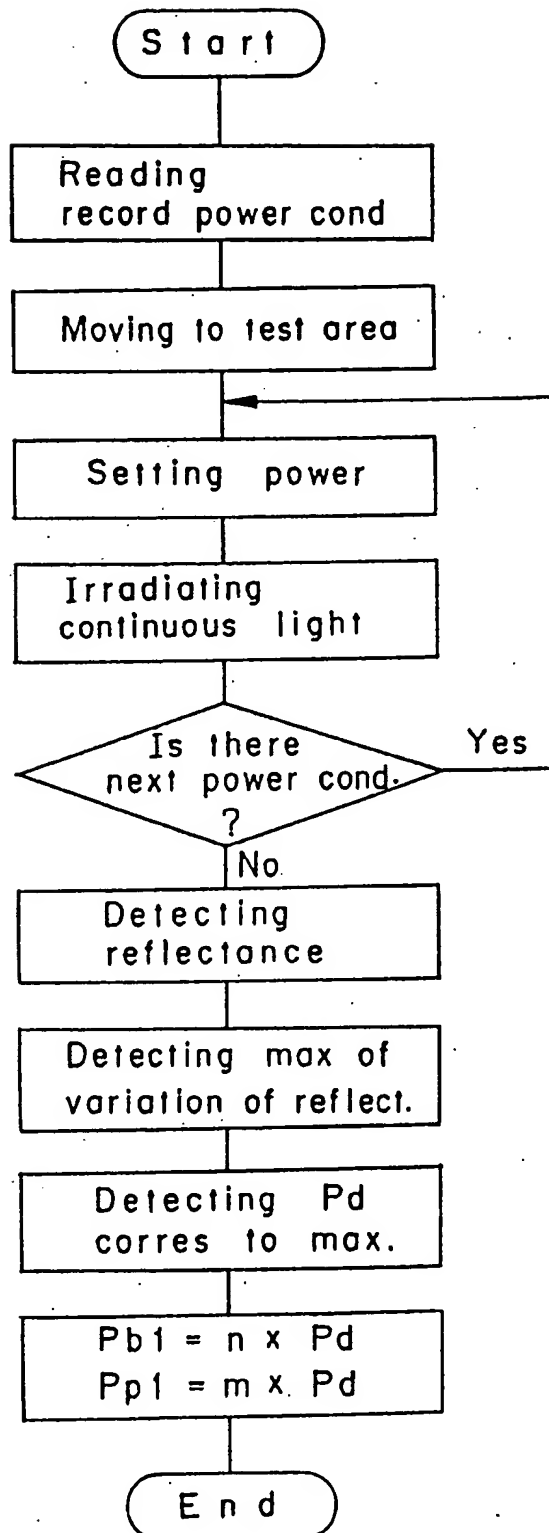 Start
Reading
record power cond
Moving to test area
Setting power
Irradiating
continuous light
Is there
next power cond.
?
Yes
No
Detecting
reflectance
Detecting max of
variation of reflect.
Detecting Pd
corres to max.
Pb1 = n x Pd
Pp1 = m x. Pd
End